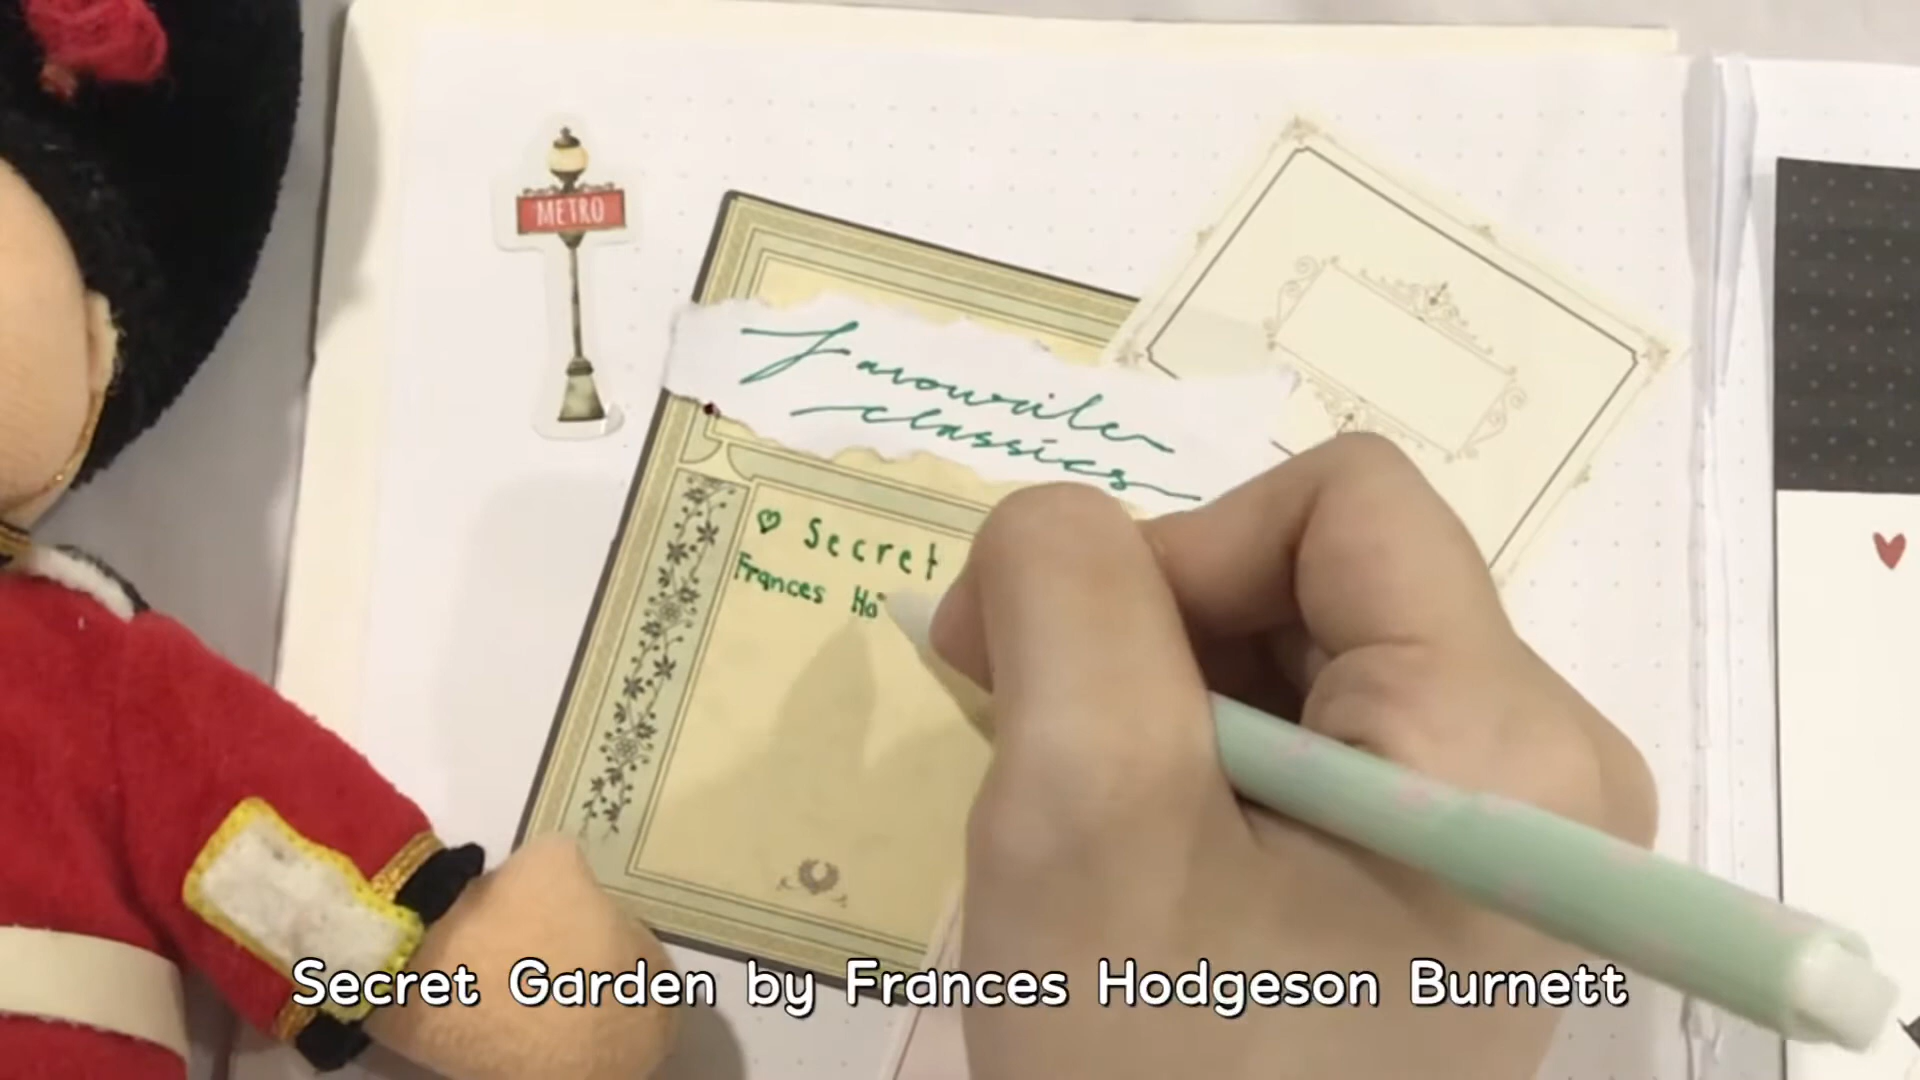 METRO
Favourite
classics
♡ Secret
Frances Ho
Secret Garden by Frances Hodgeson Burnett